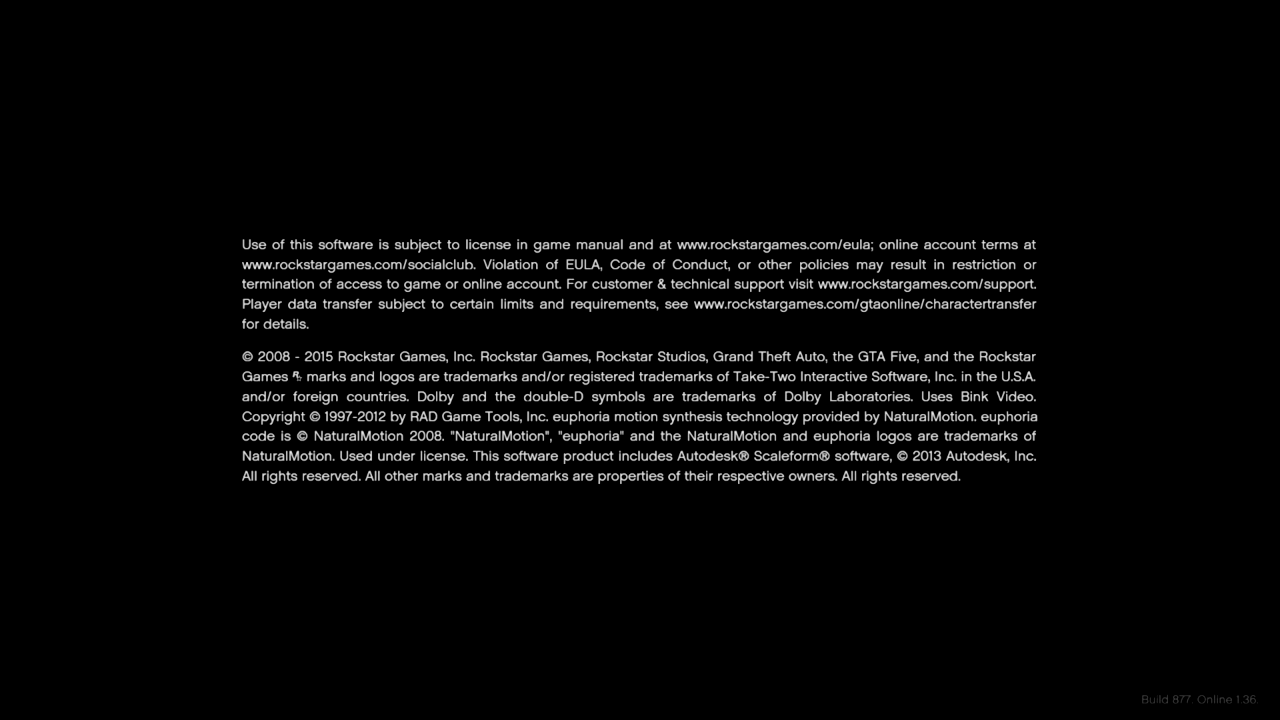 Use of this software is subject to license in game manual and at www.rockstargames.com/eula; online account terms at
www.rockstargames.com/socialclub. Violation of EULA, Code of Conduct, or other policies may result in restriction or
termination of access to game or online account. For customer & technical support visit www.rockstargames.com/support.
Player data transfer subject to certain limits and requirements, see www.rockstargames.com/gtaonline/charactertransfer
for details.
© 2008 - 2015 Rockstar Games, Inc. Rockstar Games, Rockstar Studios, Grand Theft Auto, the GTA Five, and the Rockstar
Games R* marks and logos are trademarks and/or registered trademarks of Take-Two Interactive Software, Inc. in the U.S.A.
and/or foreign countries. Dolby and the double-D symbols are trademarks of Dolby Laboratories. Uses Bink Video.
Copyright © 1997-2012 by RAD Game Tools, Inc. euphoria motion synthesis technology provided by NaturalMotion. euphoria
code is © NaturalMotion 2008. "NaturalMotion", "euphoria" and the NaturalMotion and euphoria logos are trademarks of
NaturalMotion. Used under license. This software product includes Autodesk® Scaleform® software, © 2013 Autodesk, Inc.
All rights reserved. All other marks and trademarks are properties of their respective owners. All rights reserved.
Build 877. Online 1.36.